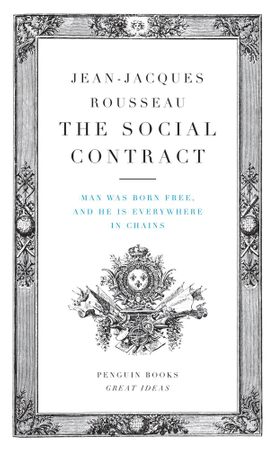 JEAN-JACQUES
ROUSSEAU
THE SOCIAL
CONTRACT
MAN WAS BORN FREE,
AND HE IS EVERYWHERE
IN CHAINS
PENGUIN BOOKS
GREAT IDEAS